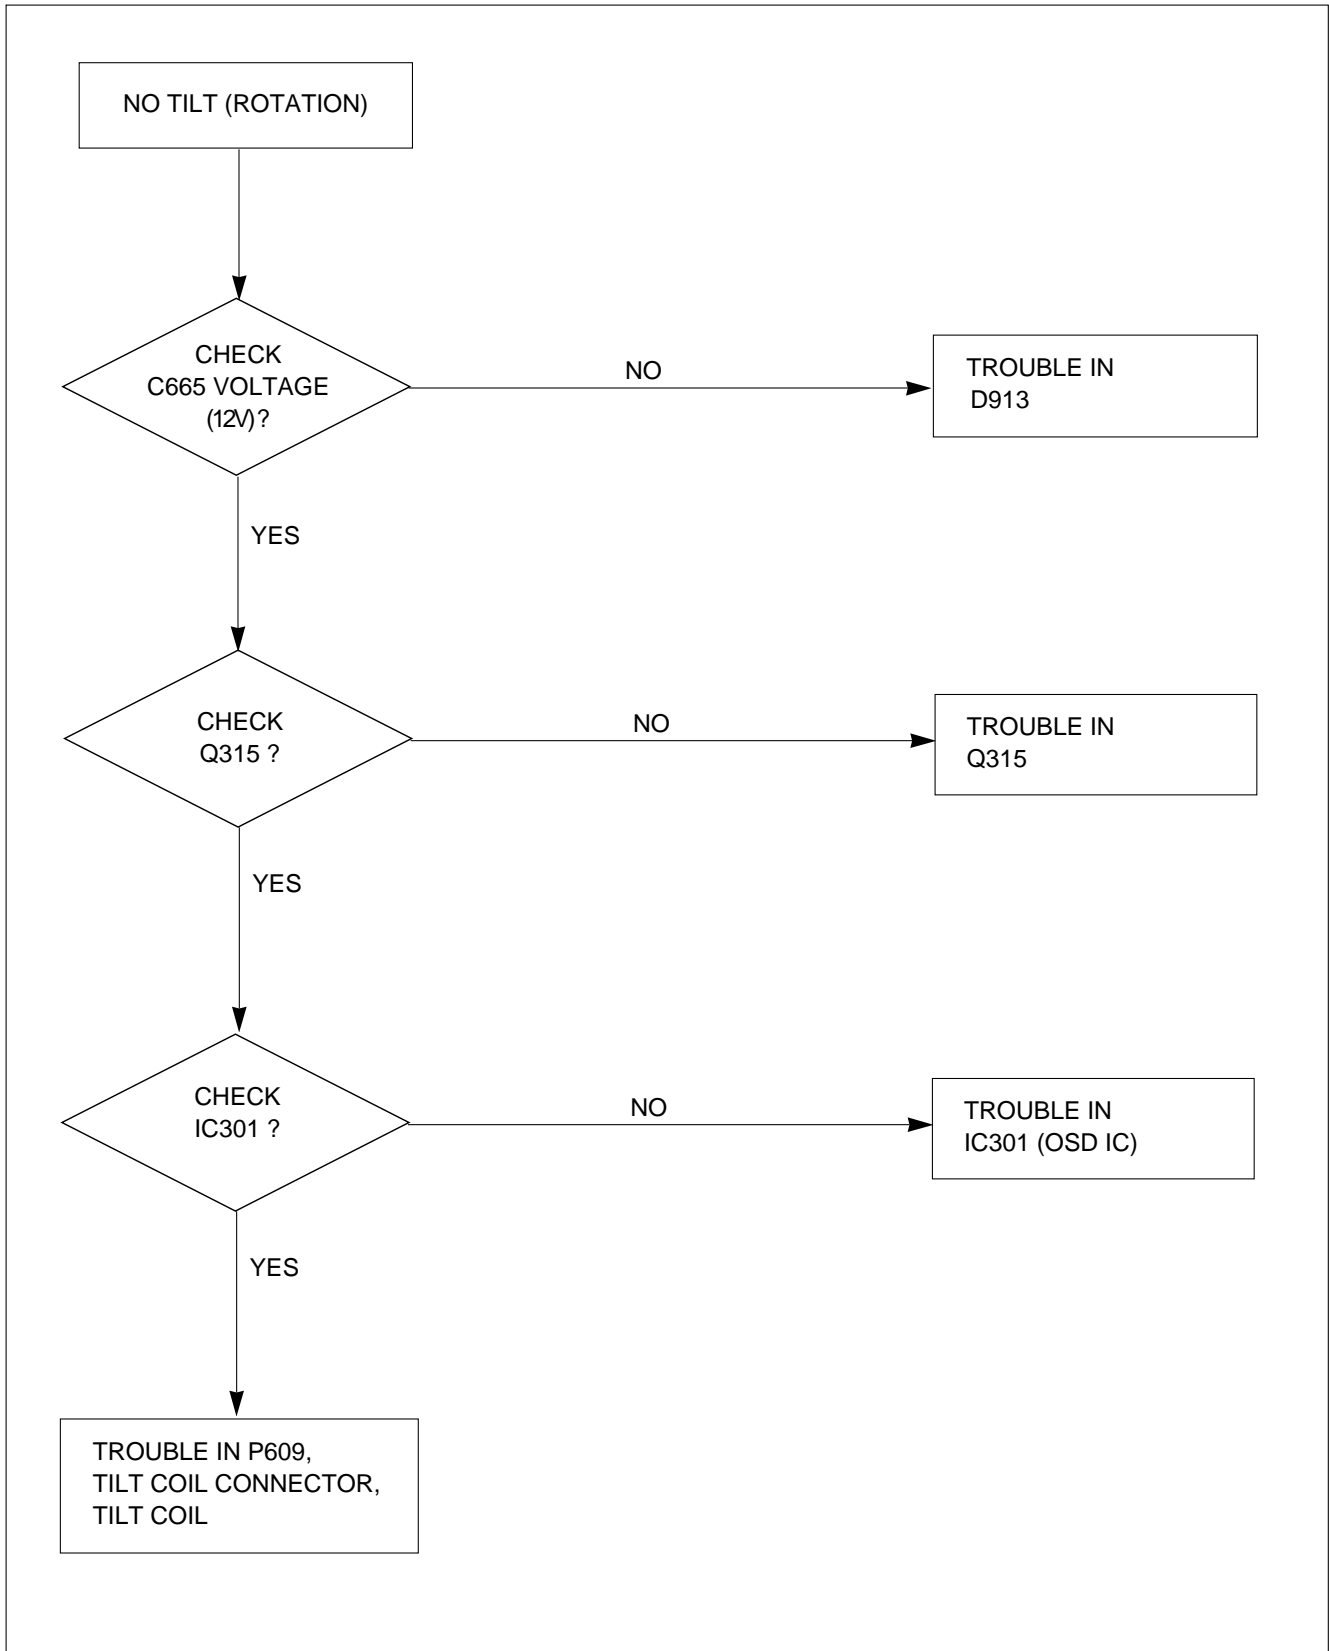 NO TILT (ROTATION)
CHECK
C665 VOLTAGE
(12V)?
NO
TROUBLE IN
D913
YES
CHECK
Q315 ?
NO
TROUBLE IN
Q315
YES
CHECK
IC301 ?
NO
TROUBLE IN
IC301 (OSD IC)
YES
TROUBLE IN P609,
TILT COIL CONNECTOR,
TILT COIL